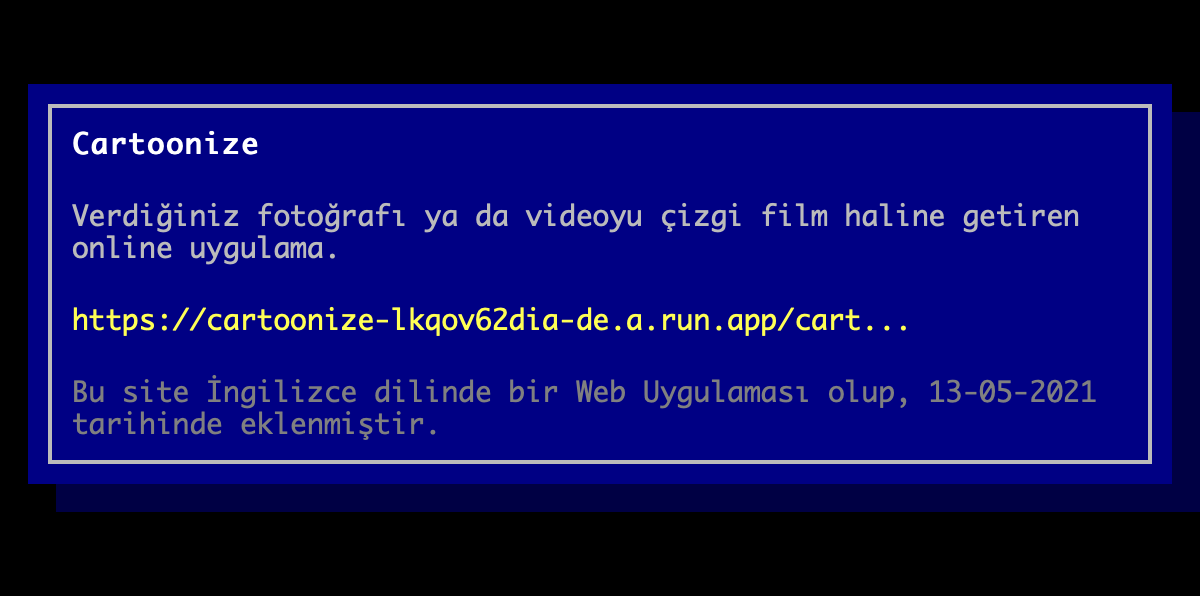 Cartoonize
Verdiğiniz fotoğrafı ya da videoyu çizgi film haline getiren
online uygulama.
https://cartoonize-lkqov62dia-de.a.run.app/cart...
Bu site İngilizce dilinde bir Web Uygulaması olup, 13-05-2021
tarihinde eklenmiştir.